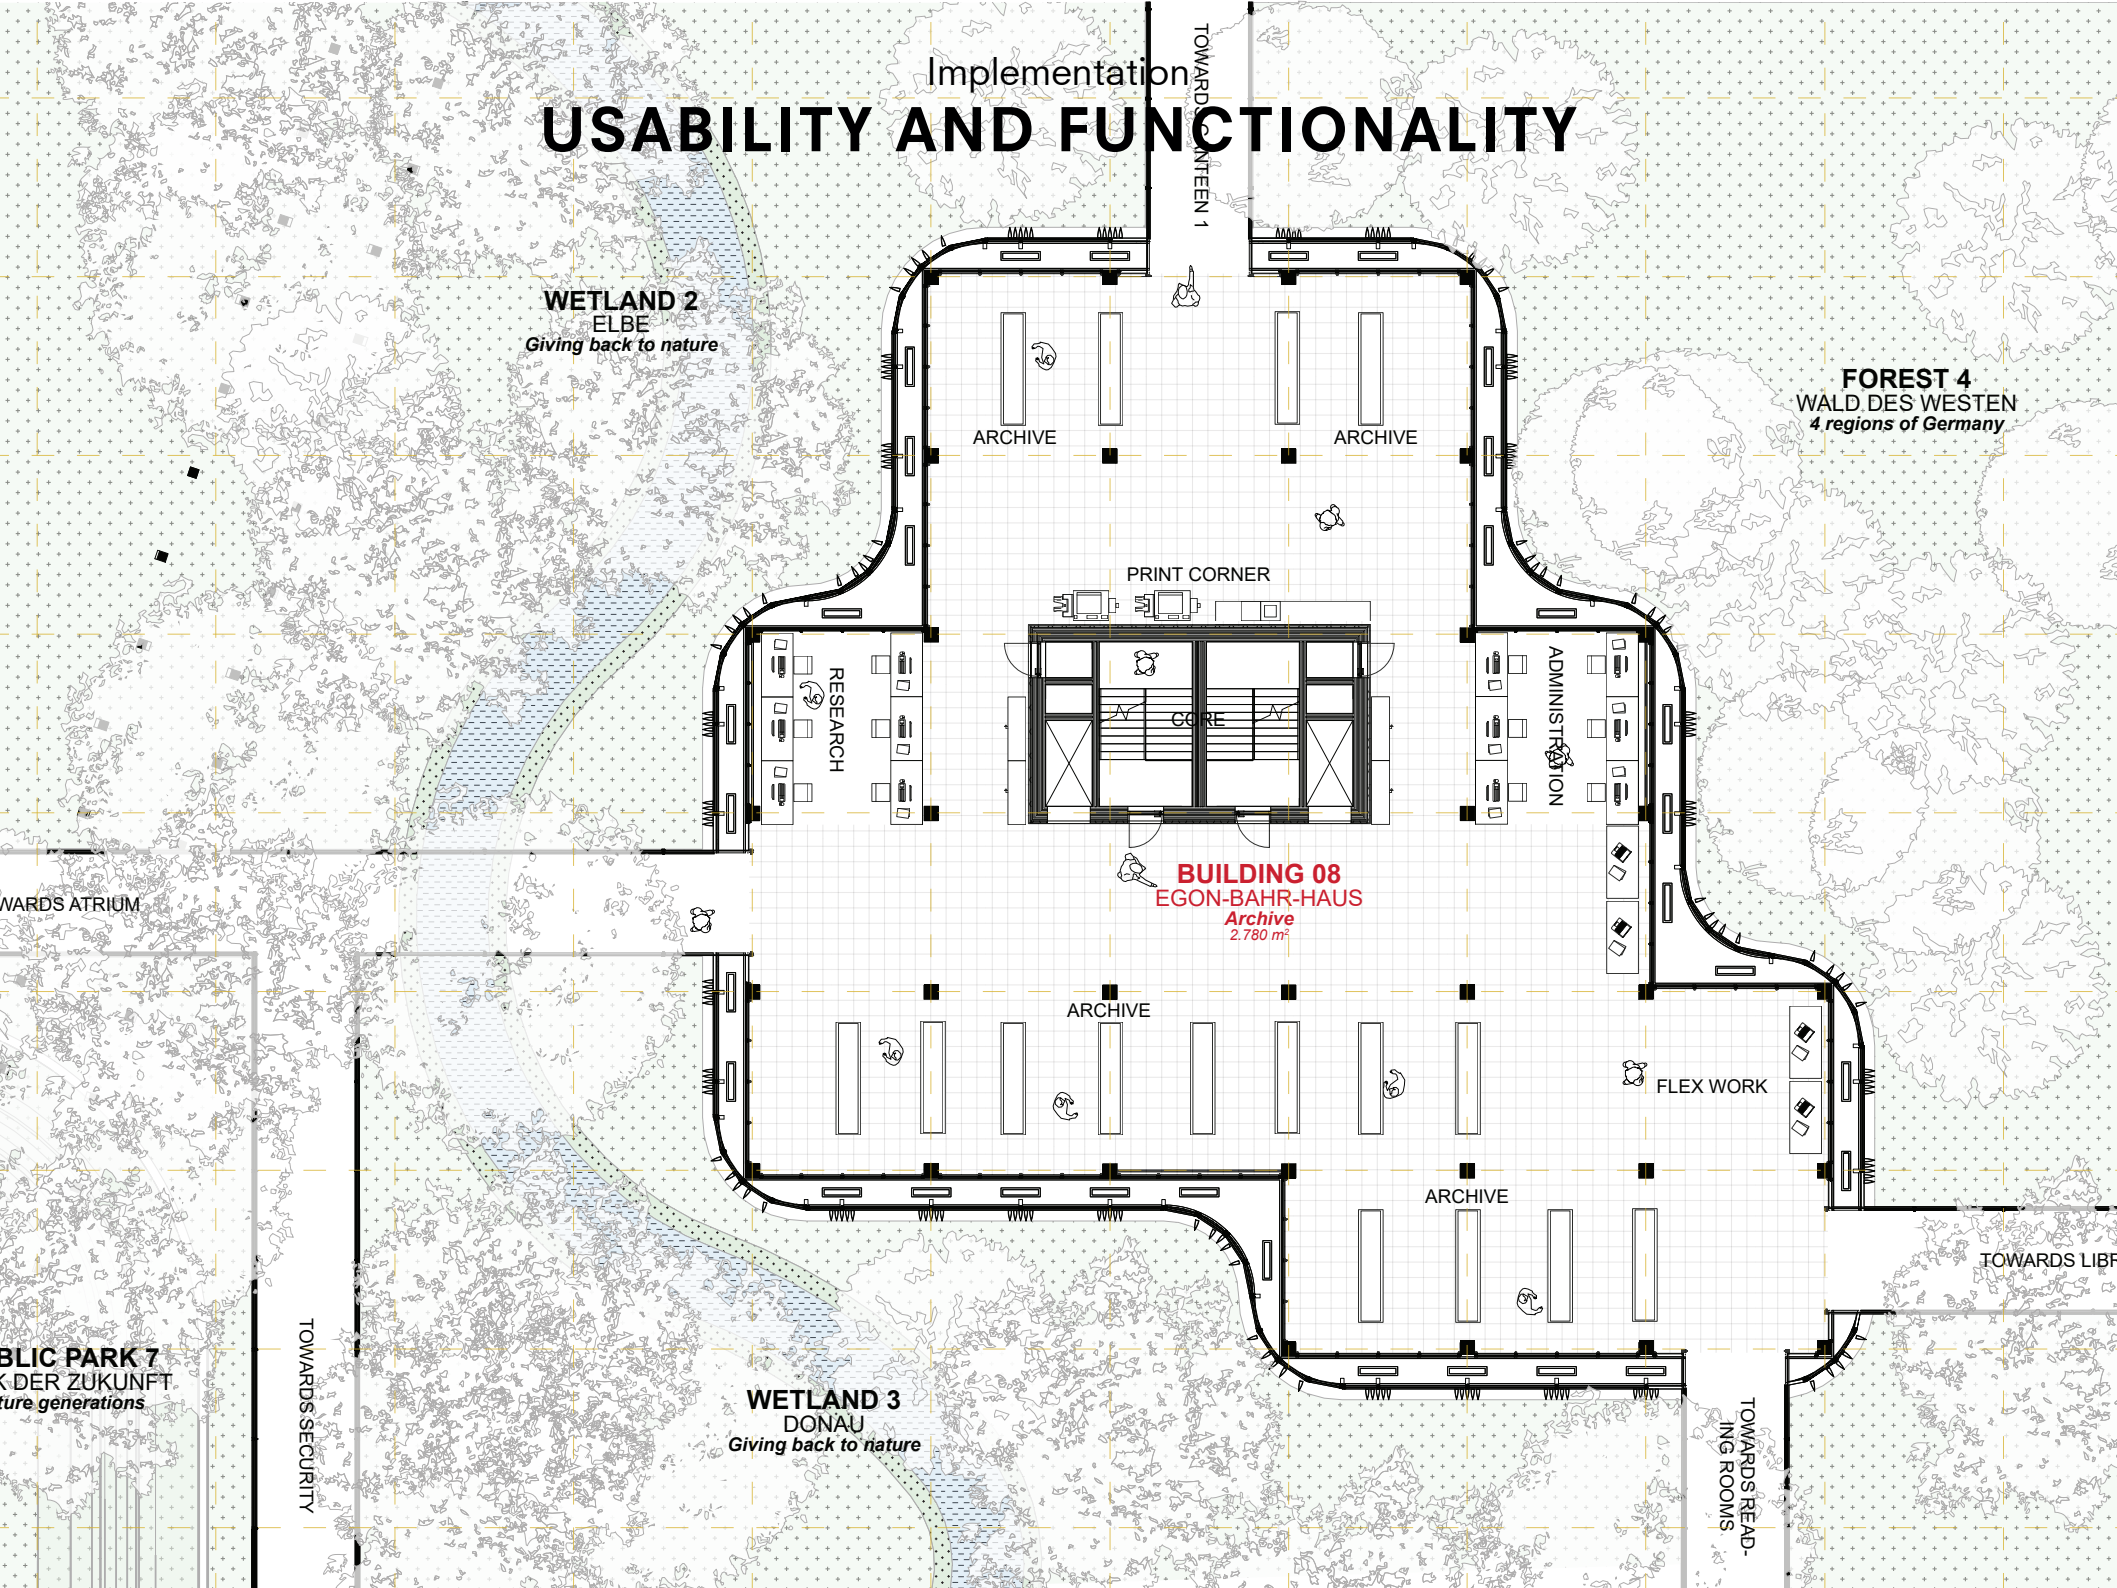 Implementation
USABILITY AND FUNCTIONALITY
TOWARDS CANTEEN 1
WETLAND 2
ELBE
Giving back to nature
FOREST 4
WALD DES WESTEN
4 regions of Germany
ARCHIVE
ARCHIVE
PRINT CORNER
RESEARCH
CORE
ADMINISTRATION
BUILDING 08
EGON-BAHR-HAUS
Archive
2.780 m²
WARDS ATRIUM
ARCHIVE
FLEX WORK
ARCHIVE
TOWARDS LIBR
TOWARDS SECURITY
BLIC PARK 7
K DER ZUKUNFT
ture generations
WETLAND 3
DONAU
Giving back to nature
TOWARDS READ-
ING ROOMS